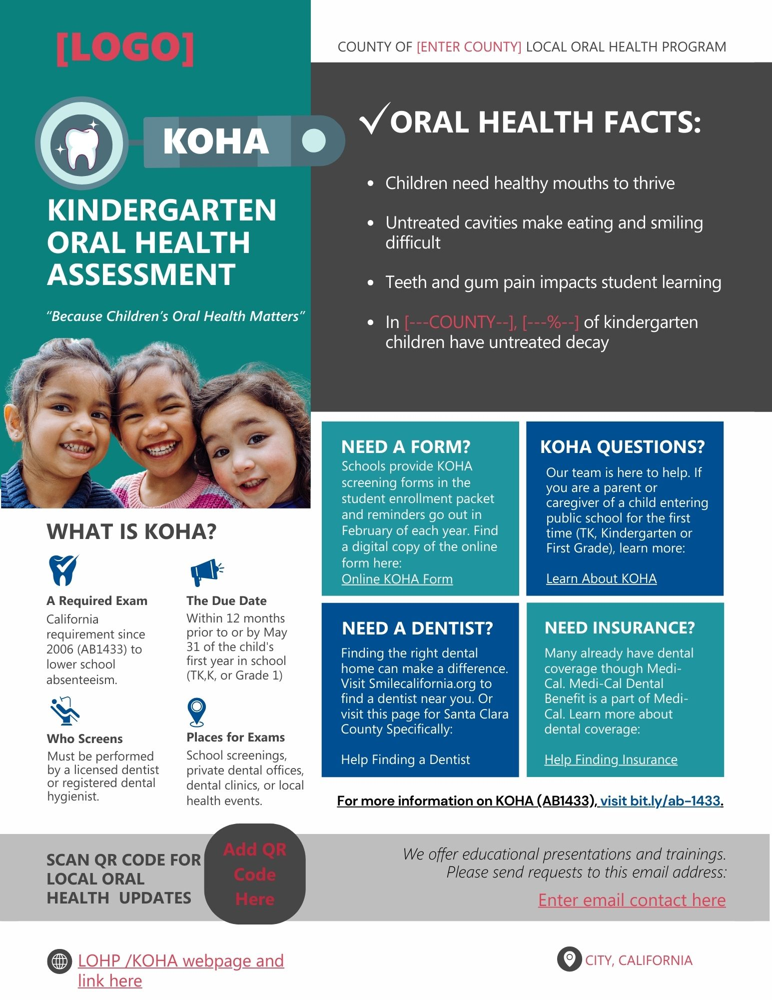 [LOGO]
COUNTY OF [ENTER COUNTY] LOCAL ORAL HEALTH PROGRAM
KOHA
KINDERGARTEN
ORAL HEALTH
ASSESSMENT
“Because Children’s Oral Health Matters”
ORAL HEALTH FACTS:
• Children need healthy mouths to thrive
• Untreated cavities make eating and smiling
difficult
• Teeth and gum pain impacts student learning
• In [---COUNTY--], [---%--] of kindergarten
children have untreated decay
WHAT IS KOHA?
A Required Exam
California
requirement since
2006 (AB1433) to
lower school
absenteeism.
The Due Date
Within 12 months
prior to or by May
31 of the child's
first year in school
(TK,K, or Grade 1)
Who Screens
Must be performed
by a licensed dentist
or registered dental
hygienist.
Places for Exams
School screenings,
private dental offices,
dental clinics, or local
health events.
NEED A FORM?
Schools provide KOHA
screening forms in the
student enrollment packet
and reminders go out in
February of each year. Find
a digital copy of the online
form here:
Online KOHA Form
KOHA QUESTIONS?
Our team is here to help. If
you are a parent or
caregiver of a child entering
public school for the first
time (TK, Kindergarten or
First Grade), learn more:
Learn About KOHA
NEED A DENTIST?
Finding the right dental
home can make a difference.
Visit Smilecalifornia.org to
find a dentist near you. Or
visit this page for Santa Clara
County Specifically:
Help Finding a Dentist
NEED INSURANCE?
Many already have dental
coverage though Medi-
Cal. Medi-Cal Dental
Benefit is a part of Medi-
Cal. Learn more about
dental coverage:
Help Finding Insurance
For more information on KOHA (AB1433), visit bit.ly/ab-1433.
SCAN QR CODE FOR
LOCAL ORAL
HEALTH UPDATES
Add QR
Code
Here
We offer educational presentations and trainings.
Please send requests to this email address:
Enter email contact here
LOHP /KOHA webpage and
link here
CITY, CALIFORNIA